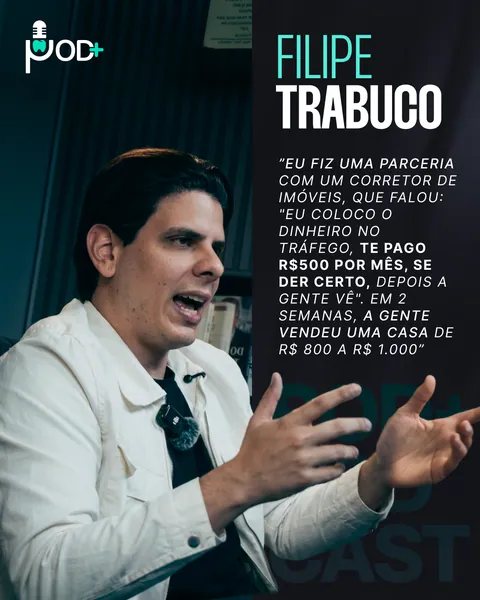 POD+
FILIPE
TRABUCO
"EU FIZ UMA PARCERIA
COM UM CORRETOR DE
IMÓVEIS, QUE FALOU:
"EU COLOCO O
DINHEIRO NO
TRÁFEGO, TE PAGO
R$500 POR MÊS, SE
DER CERTO, DEPOIS A
GENTE VÊ". EM 2
SEMANAS, A GENTE
VENDEU UMA CASA DE
R$ 800 A R$ 1.000"
POD+
CAST